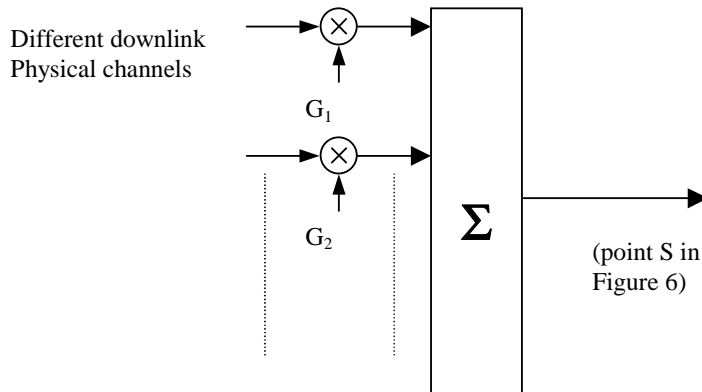 Different downlink
Physical channels
G₁
G₂
Σ
(point S in
Figure 6)